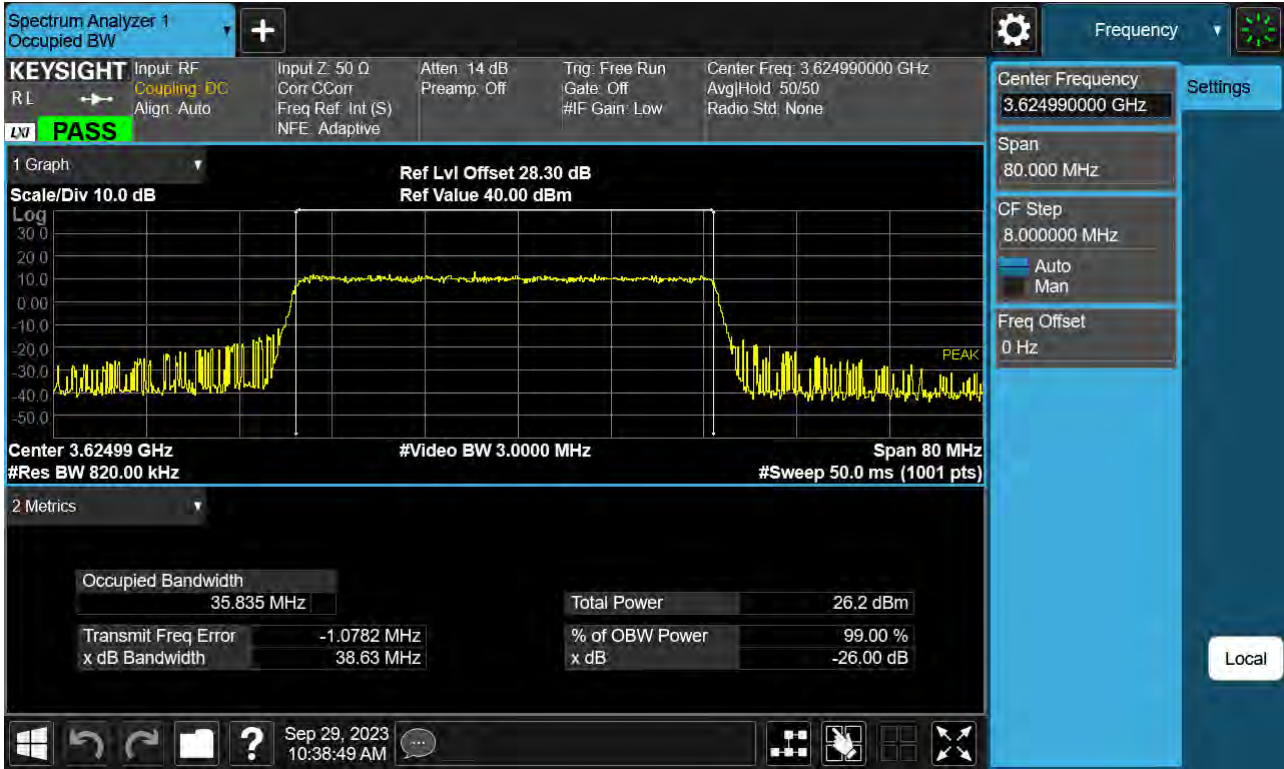 Spectrum Analyzer 1
Occupied BW
Frequency
KEYSIGHT
RL
LXI
PASS
Input: RF
Coupling: DC
Align: Auto
Input Z: 50 Ω
Corr CCorr
Freq Ref: Int (S)
NFE: Adaptive
Atten: 14 dB
Preamp: Off
Trig: Free Run
Gate: Off
#IF Gain: Low
Center Freq: 3.624990000 GHz
Avg|Hold: 50/50
Radio Std: None
1 Graph
Scale/Div 10.0 dB
Ref Lvl Offset 28.30 dB
Ref Value 40.00 dBm
Log
30.0
20.0
10.0
0.00
-10.0
-20.0
-30.0
-40.0
-50.0
PEAK
Center 3.62499 GHz
#Video BW 3.0000 MHz
Span 80 MHz
#Res BW 820.00 kHz
#Sweep 50.0 ms (1001 pts)
2 Metrics
Occupied Bandwidth
35.835 MHz
Total Power 26.2 dBm
Transmit Freq Error -1.0782 MHz
% of OBW Power 99.00 %
x dB Bandwidth 38.63 MHz
x dB -26.00 dB
Center Frequency
3.624990000 GHz
Settings
Span
80.000 MHz
CF Step
8.000000 MHz
Auto
Man
Freq Offset
0 Hz
Local
?
Sep 29, 2023
10:38:49 AM